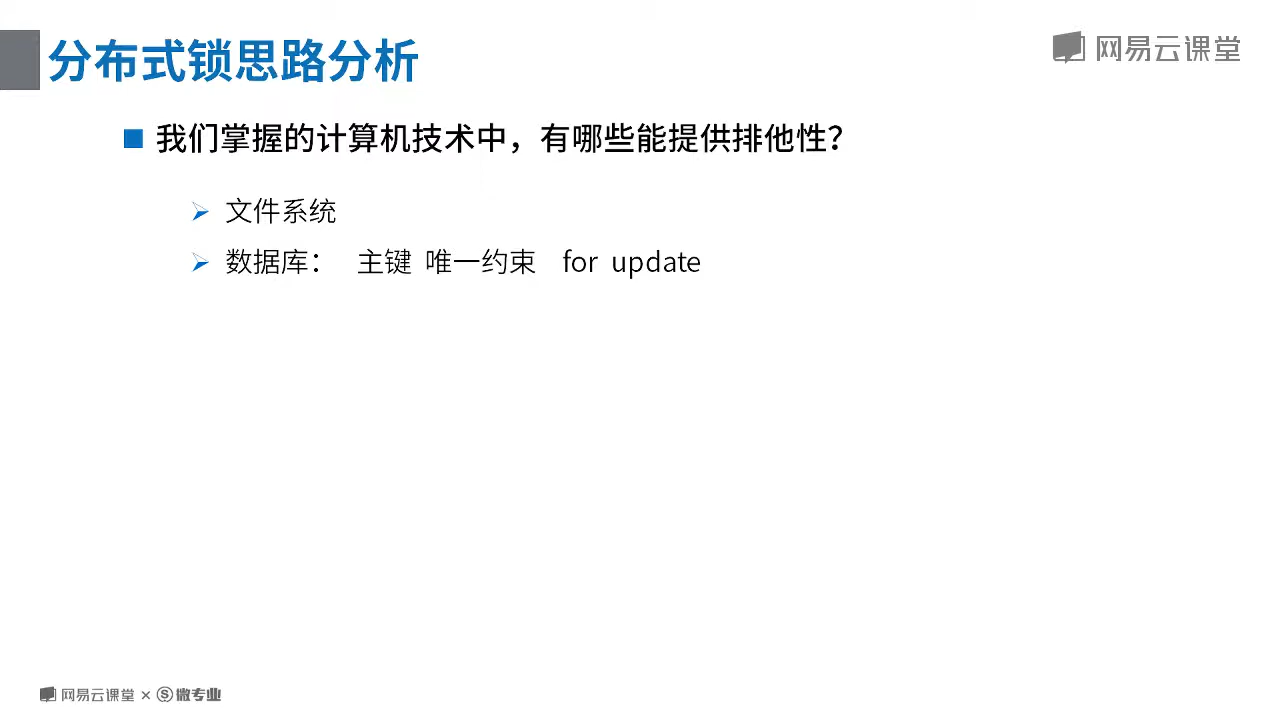 分布式锁思路分析
网易云课堂
我们掌握的计算机技术中，有哪些能提供排他性？
文件系统
数据库： 主键 唯一约束 for update
网易云课堂 × 微专业